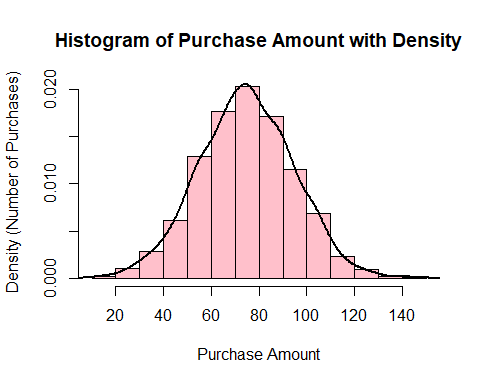 Histogram of Purchase Amount with Density
Density (Number of Purchases)
0.020
0.010
0.000
20 40 60 80 100 120 140
Purchase Amount